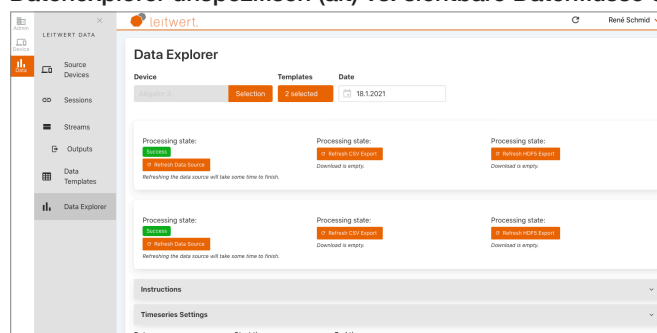 Admin
Device
Data
LEITWERT DATA
Source
Devices
Sessions
Streams
Outputs
Data
Templates
Data Explorer
leitwert.
René Schmid
Data Explorer
Device
Templates
Date
Selection
2 selected
18.1.2021
Processing state:
Success
Refresh Data Source
Refreshing the data source will take some time to finish.
Processing state:
Refresh CSV Export
Download is empty.
Processing state:
Refresh HDF5 Export
Download is empty.
Processing state:
Success
Refresh Data Source
Refreshing the data source will take some time to finish.
Processing state:
Refresh CSV Export
Download is empty.
Processing state:
Refresh HDF5 Export
Download is empty.
Instructions
Timeseries Settings